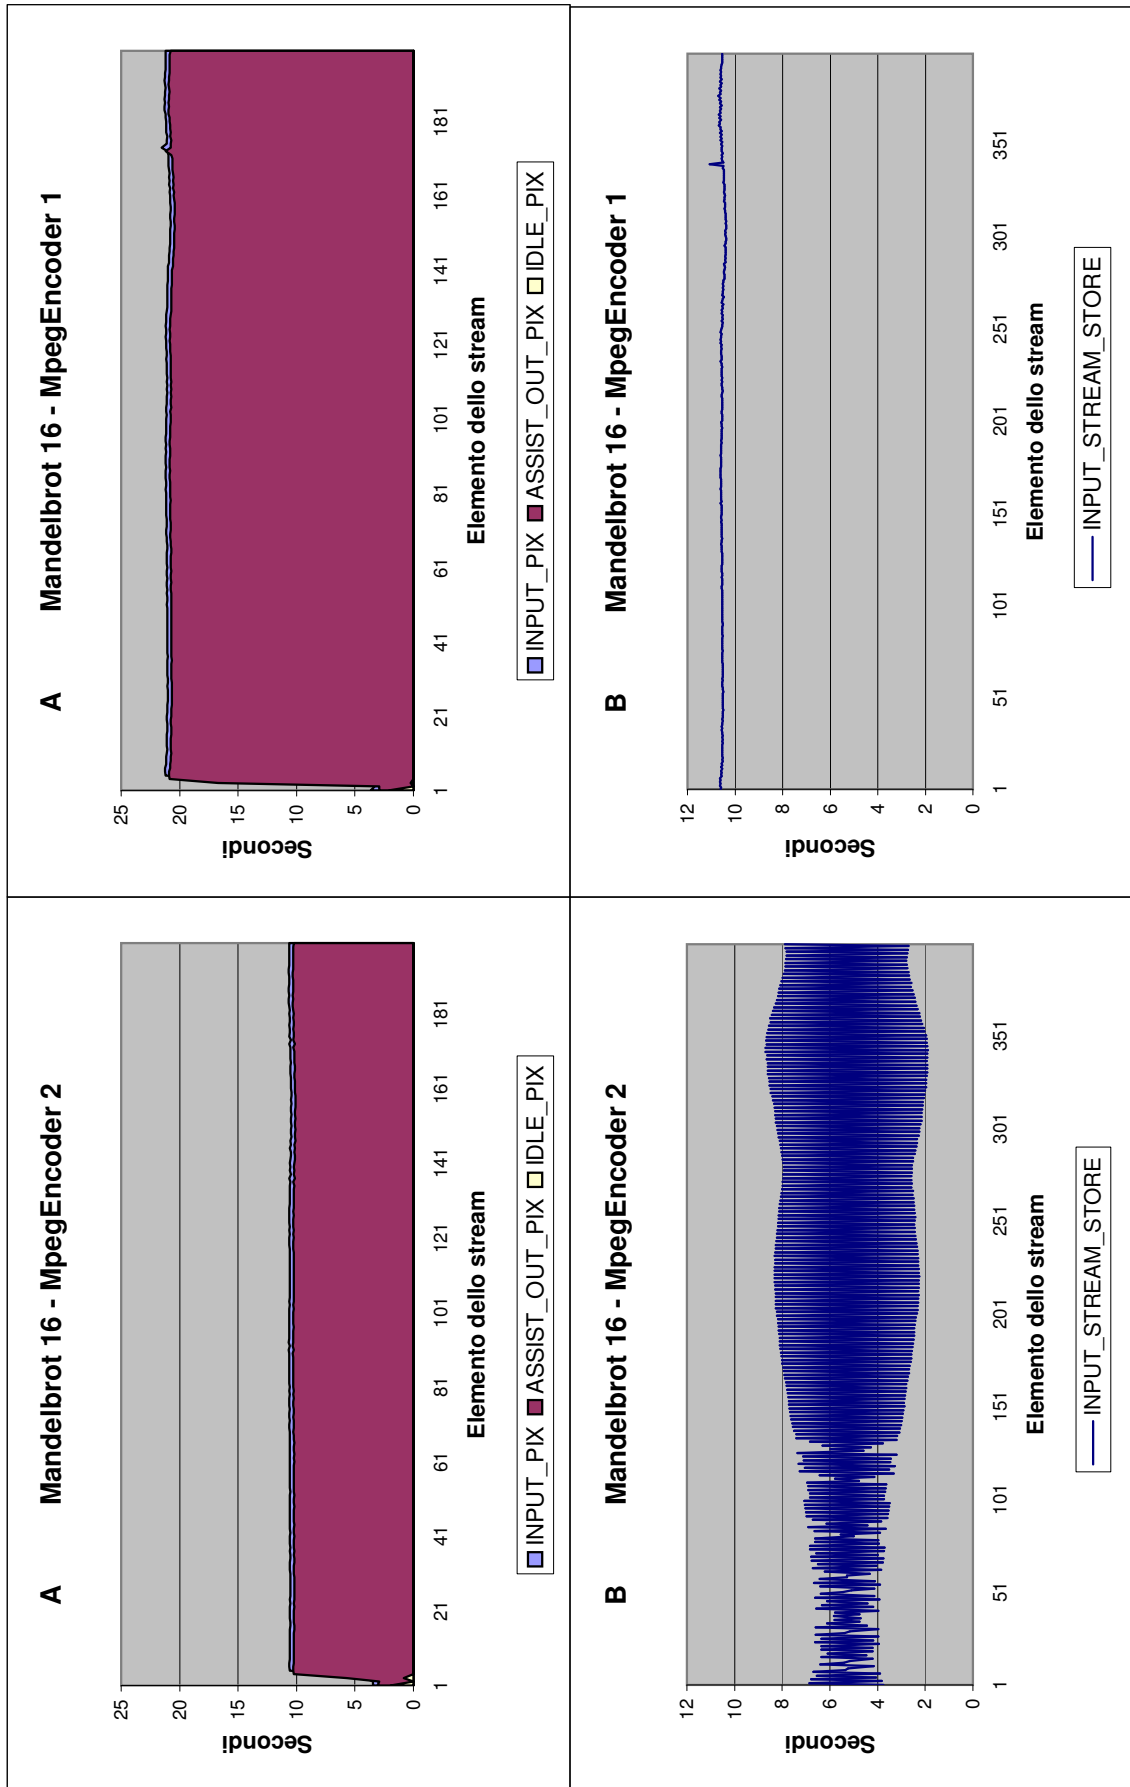 A Mandelbrot 16 - MpegEncoder 2
25
20
15
10
5
0
Secondi
1 21 41 61 81 101 121 141 161 181
Elemento dello stream
INPUT_PIX ASSIST_OUT_PIX IDLE_PIX
A Mandelbrot 16 - MpegEncoder 1
25
20
15
10
5
0
Secondi
1 21 41 61 81 101 121 141 161 181
Elemento dello stream
INPUT_PIX ASSIST_OUT_PIX IDLE_PIX
B Mandelbrot 16 - MpegEncoder 2
12
10
8
6
4
2
0
Secondi
1 51 101 151 201 251 301 351
Elemento dello stream
INPUT_STREAM_STORE
B Mandelbrot 16 - MpegEncoder 1
12
10
8
6
4
2
0
Secondi
1 51 101 151 201 251 301 351
Elemento dello stream
INPUT_STREAM_STORE